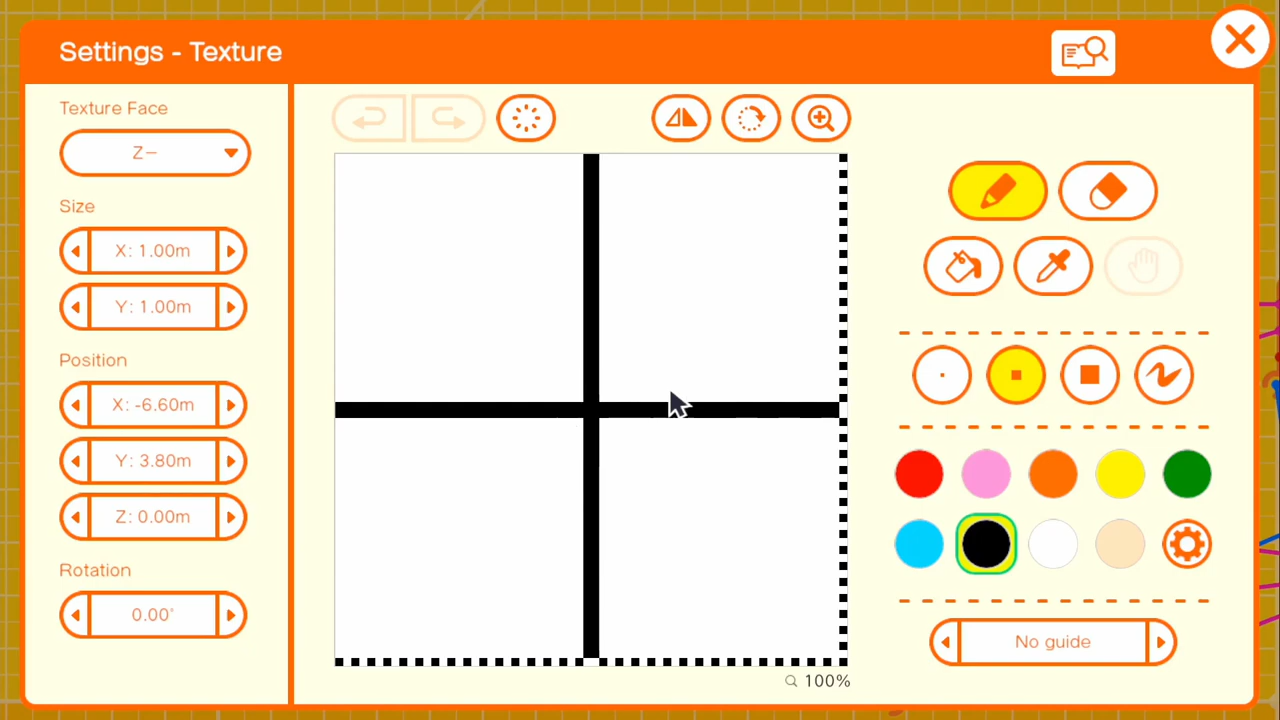 Settings - Texture
Texture Face
Z−
Size
X: 1.00m
Y: 1.00m
Position
X: -6.60m
Y: 3.80m
Z: 0.00m
Rotation
0.00°
100%
No guide